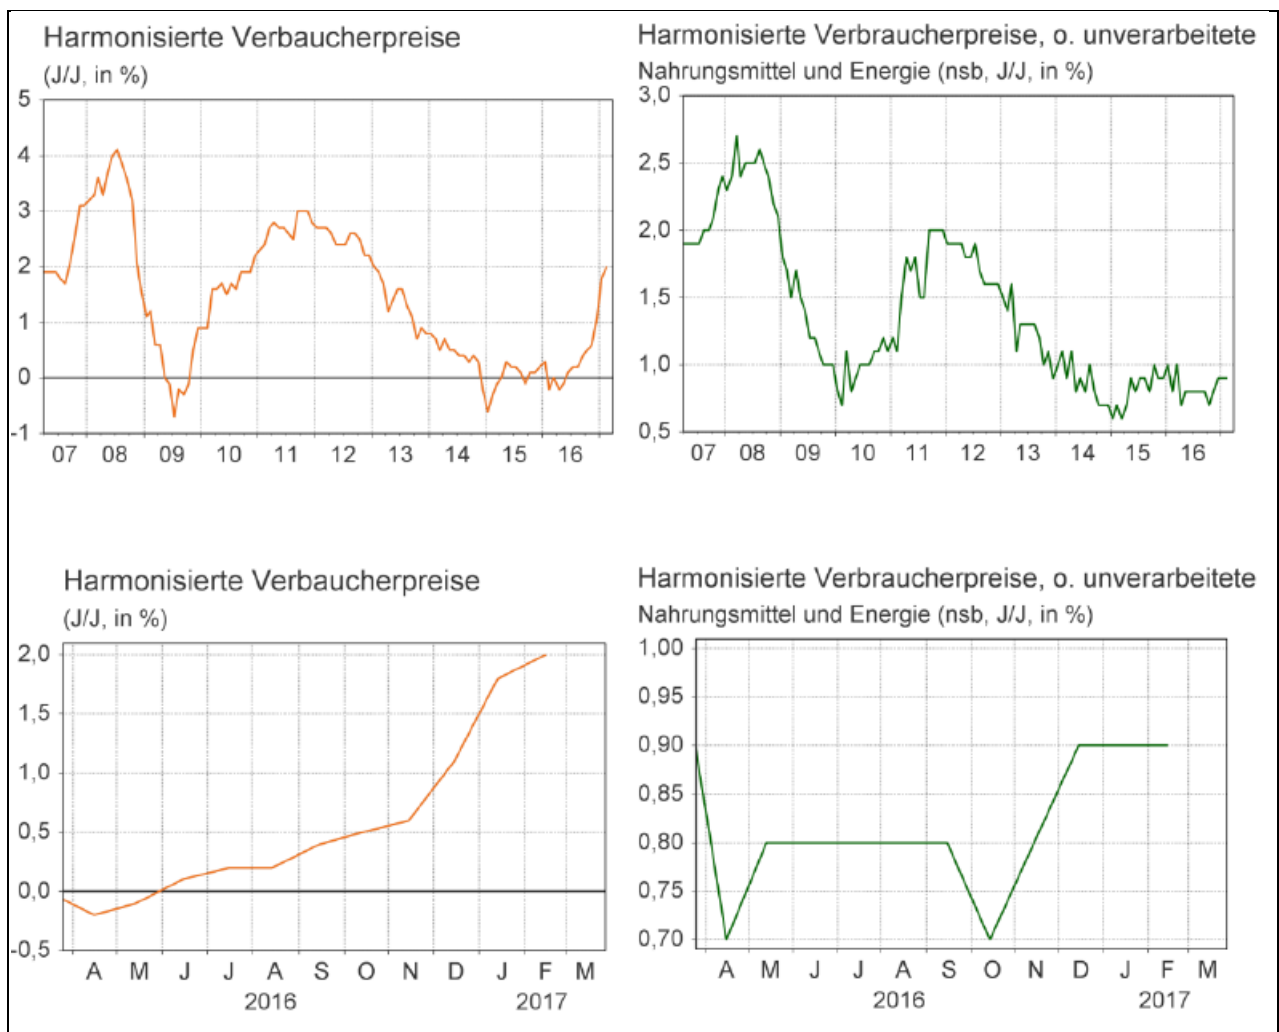 Harmonisierte Verbaucherpreise
(J/J, in %)
5
4
3
2
1
0
-1
07 08 09 10 11 12 13 14 15 16
Harmonisierte Verbraucherpreise, o. unverarbeitete
Nahrungsmittel und Energie (nsb, J/J, in %)
3,0
2,5
2,0
1,5
1,0
0,5
07 08 09 10 11 12 13 14 15 16
Harmonisierte Verbaucherpreise
(J/J, in %)
2,0
1,5
1,0
0,5
0,0
-0,5
A M J J A S O N D J F M
2016 2017
Harmonisierte Verbraucherpreise, o. unverarbeitete
Nahrungsmittel und Energie (nsb, J/J, in %)
1,00
0,95
0,90
0,85
0,80
0,75
0,70
A M J J A S O N D J F M
2016 2017